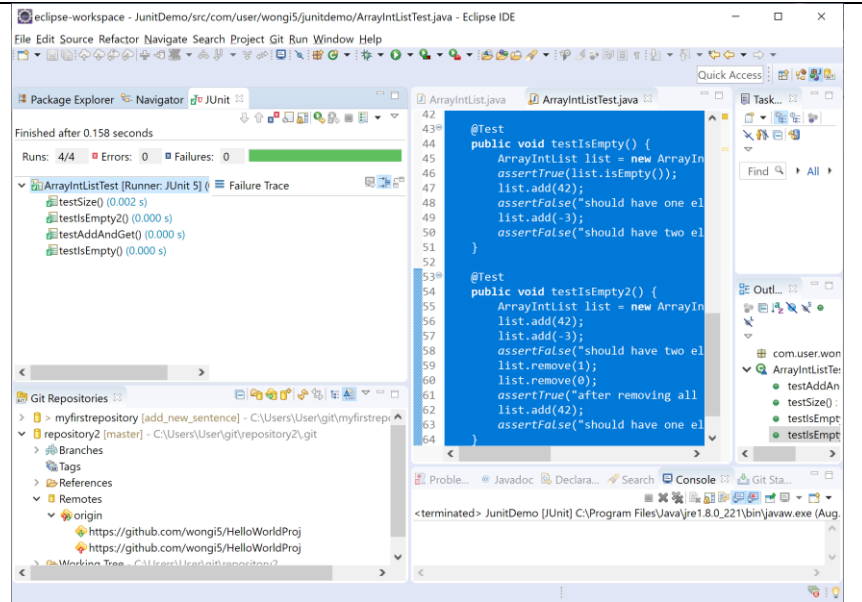 eclipse-workspace - JunitDemo/src/com/user/wongi5/junitdemo/ArrayIntListTest.java - Eclipse IDE
File Edit Source Refactor Navigate Search Project Git Run Window Help
Quick Access
Package Explorer Navigator JUnit
Finished after 0.158 seconds
Runs: 4/4 Errors: 0 Failures: 0
ArrayIntListTest [Runner: JUnit 5] (
Failure Trace
testSize() (0.002 s)
testIsEmpty2() (0.000 s)
testAddAndGet() (0.000 s)
testIsEmpty() (0.000 s)
Git Repositories
> myfirstrepository [add_new_sentence] - C:\Users\User\git\myfirstrepo
repository2 [master] - C:\Users\User\git\repository2\.git
Branches
Tags
References
Remotes
origin
https://github.com/wongi5/HelloWorldProj
https://github.com/wongi5/HelloWorldProj
Working Tree - C:\Users\User\git\repository2
ArrayIntList.java ArrayIntListTest.java
42
43 @Test
44 public void testIsEmpty() {
45 ArrayIntList list = new ArrayIn
46 assertTrue(list.isEmpty());
47 list.add(42);
48 assertFalse("should have one el
49 list.add(-3);
50 assertFalse("should have two el
51 }
52
53 @Test
54 public void testIsEmpty2() {
55 ArrayIntList list = new ArrayIn
56 list.add(42);
57 list.add(-3);
58 assertFalse("should have two el
59 list.remove(1);
60 list.remove(0);
61 assertTrue("after removing all
62 list.add(42);
63 assertFalse("should have one el
64 }
Task...
Find All
Outl...
com.user.won
ArrayIntListTe
testAddAn
testSize() :
testIsEmpt
testIsEmpt
Proble... Javadoc Declara... Search Console Git Sta...
<terminated> JunitDemo [JUnit] C:\Program Files\Java\jre1.8.0_221\bin\javaw.exe (Aug.